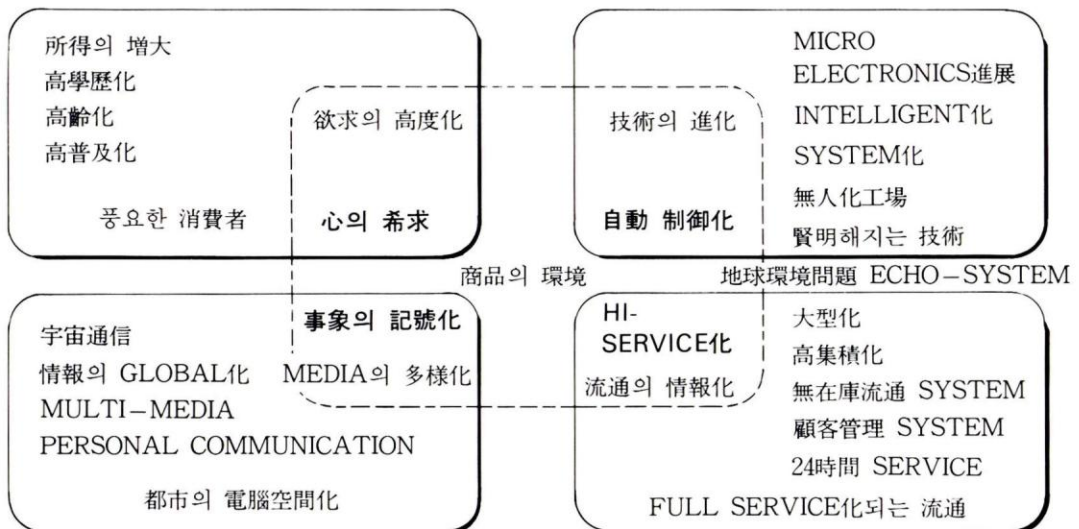 所得의 增大
高學歷化
高齡化
高普及化
欲求의 高度化
풍요한 消費者
心의 希求
MICRO
ELECTRONICS進展
技術의 進化
INTELLIGENT化
SYSTEM化
無人化工場
自動 制御化
賢明해지는 技術
商品의 環境
地球環境問題 ECHO-SYSTEM
事象의 記號化
宇宙通信
情報의 GLOBAL化
MEDIA의 多樣化
MULTI-MEDIA
PERSONAL COMMUNICATION
都市의 電腦空間化
HI-
SERVICE化
流通의 情報化
大型化
高集積化
無在庫流通 SYSTEM
顧客管理 SYSTEM
24時間 SERVICE
FULL SERVICE化되는 流通